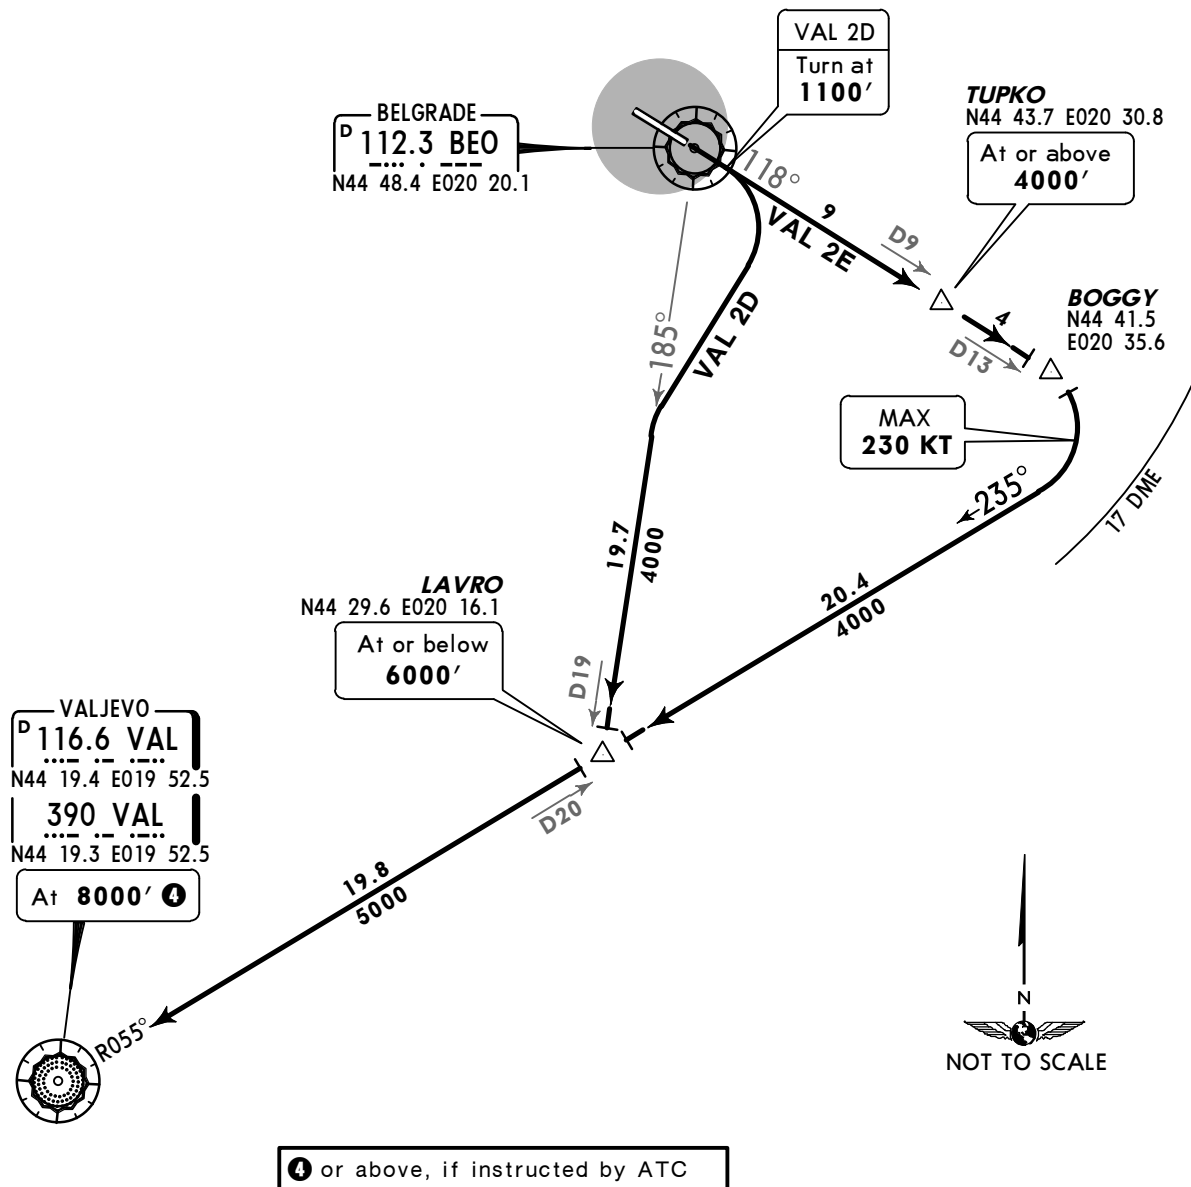 VAL 2D
Turn at
1100′
TUPKO
N44 43.7 E020 30.8
At or above
4000′
BELGRADE
D 112.3 BEO
N44 48.4 E020 20.1
118°
9
VAL 2E
D9
BOGGY
N44 41.5
E020 35.6
4
D13
185°
VAL 2D
MAX
230 KT
235°
17 DME
19.7
4000
20.4
4000
LAVRO
N44 29.6 E020 16.1
At or below
6000′
D19
VALJEVO
D 116.6 VAL
N44 19.4 E019 52.5
390 VAL
N44 19.3 E019 52.5
At 8000′ 4
D20
19.8
5000
R055°
N
NOT TO SCALE
4 or above, if instructed by ATC